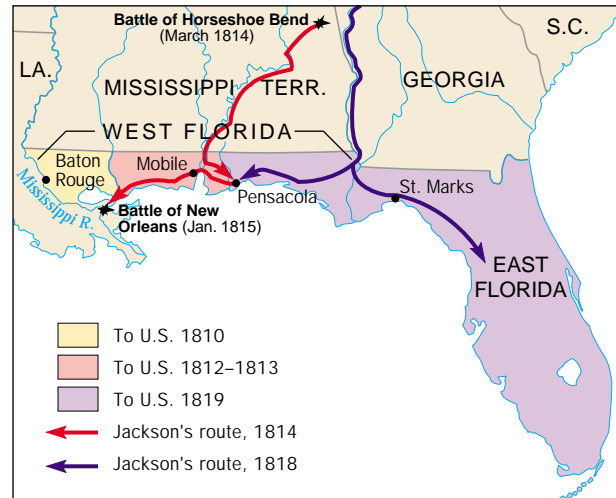 Battle of Horseshoe Bend
(March 1814)
S.C.
LA.
MISSISSIPPI TERR.
GEORGIA
WEST FLORIDA
Baton
Rouge
Mobile
Pensacola
St. Marks
Mississippi R.
Battle of New
Orleans (Jan. 1815)
EAST
FLORIDA
To U.S. 1810
To U.S. 1812–1813
To U.S. 1819
Jackson's route, 1814
Jackson's route, 1818